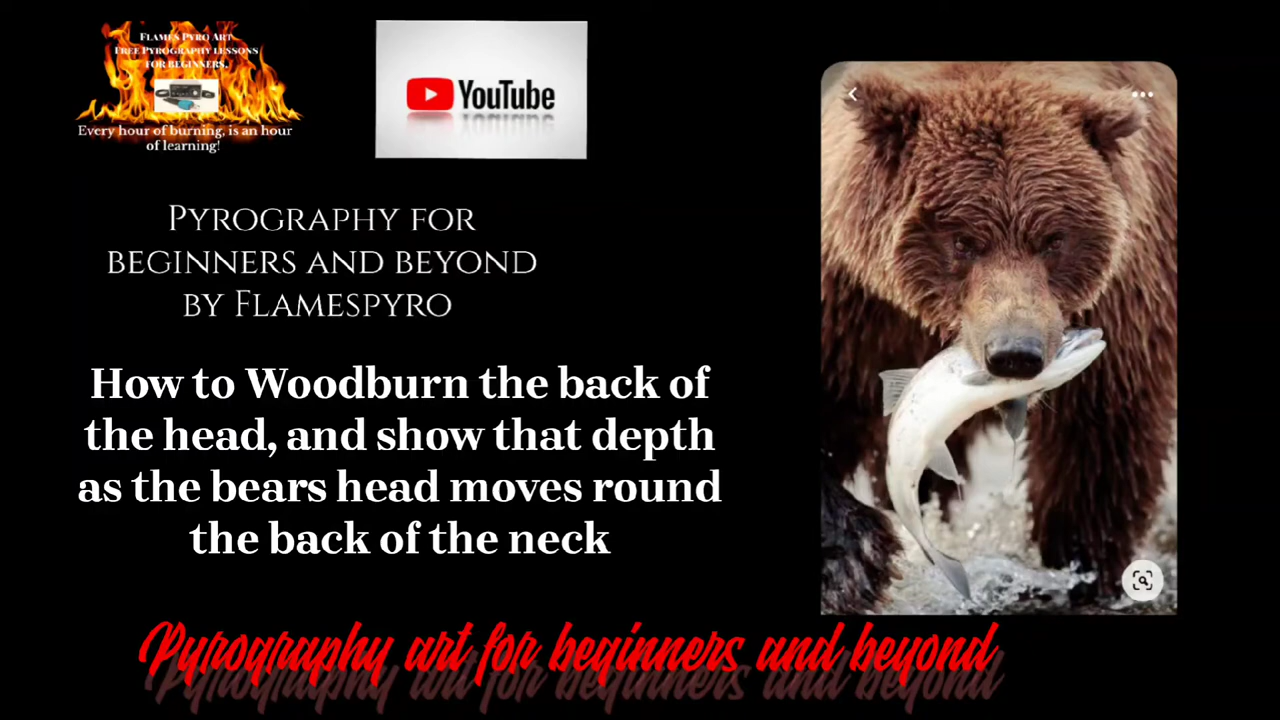 Flames Pyro Art
Free Pyrography lessons
for beginners.
Every hour of burning, is an hour
of learning!
YouTube
Pyrography for
beginners and beyond
by Flamespyro
How to Woodburn the back of
the head, and show that depth
as the bears head moves round
the back of the neck
Pyrography art for beginners and beyond